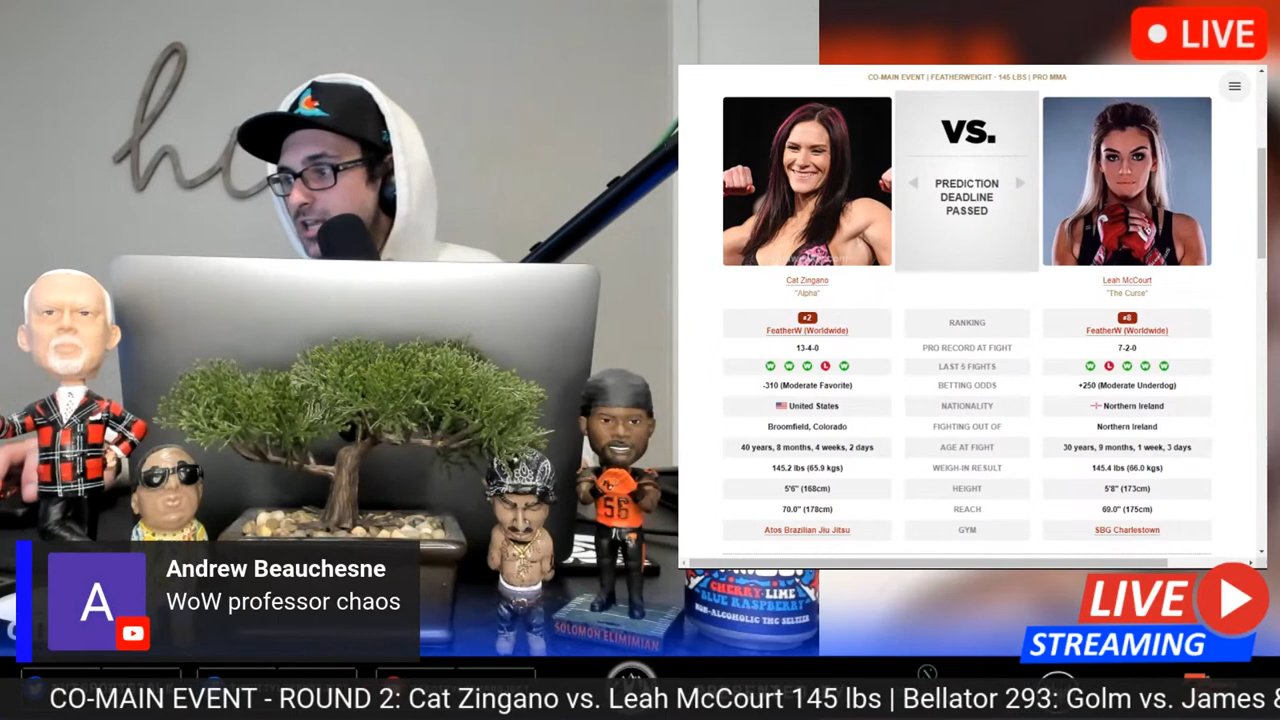 LIVE
CO-MAIN EVENT | FEATHERWEIGHT · 145 LBS | PRO MMA
VS.
PREDICTION
DEADLINE
PASSED
Cat Zingano
"Alpha"
Leah McCourt
"The Curse"
#2
FeatherW (Worldwide)
RANKING
#8
FeatherW (Worldwide)
13-4-0
PRO RECORD AT FIGHT
7-2-0
W W W L W
LAST 5 FIGHTS
W L W W W
-310 (Moderate Favorite)
BETTING ODDS
+250 (Moderate Underdog)
United States
NATIONALITY
Northern Ireland
Broomfield, Colorado
FIGHTING OUT OF
Northern Ireland
40 years, 8 months, 4 weeks, 2 days
AGE AT FIGHT
30 years, 9 months, 1 week, 3 days
145.2 lbs (65.9 kgs)
WEIGH-IN RESULT
145.4 lbs (66.0 kgs)
5'6" (168cm)
HEIGHT
5'8" (173cm)
70.0" (178cm)
REACH
69.0" (175cm)
Atos Brazilian Jiu Jitsu
GYM
SBG Charlestown
56
SOLOMON ELIMIMIAN
CHERRY-LIME
BLUE RASPBERRY
NON-ALCOHOLIC THC SELTZER
A
Andrew Beauchesne
WoW professor chaos
LIVE
STREAMING
CO-MAIN EVENT - ROUND 2: Cat Zingano vs. Leah McCourt 145 lbs | Bellator 293: Golm vs. James &